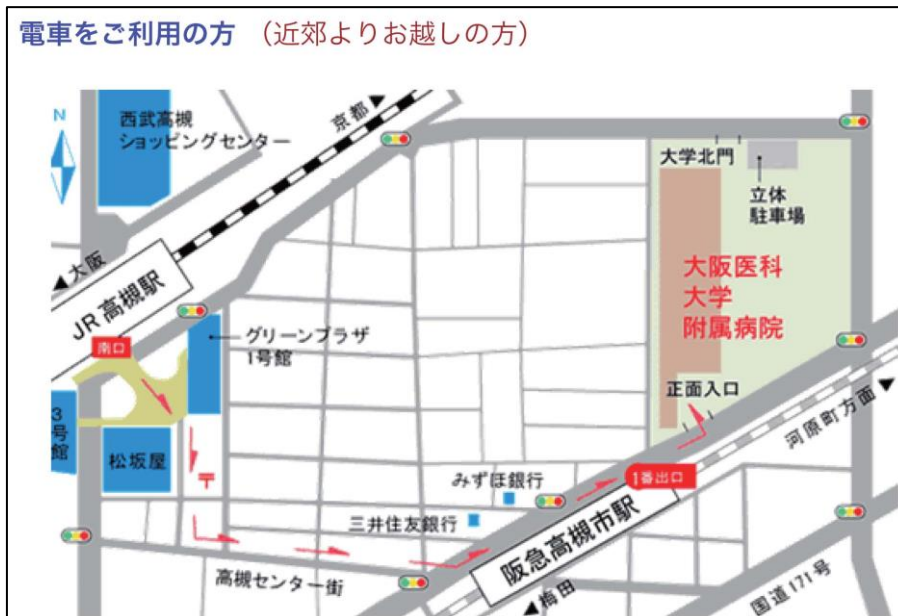 電車をご利用の方 （近郊よりお越しの方）
N
西武高槻
ショッピングセンター
京都▶
大学北門
立体
駐車場
◀大阪
JR高槻駅
大阪医科
大学
附属病院
南口
グリーンプラザ
1号館
正面入口
河原町方面▶
3号館
松坂屋
〒
みずほ銀行
1番出口
三井住友銀行
阪急高槻市駅
高槻センター街
◀梅田
国道171号